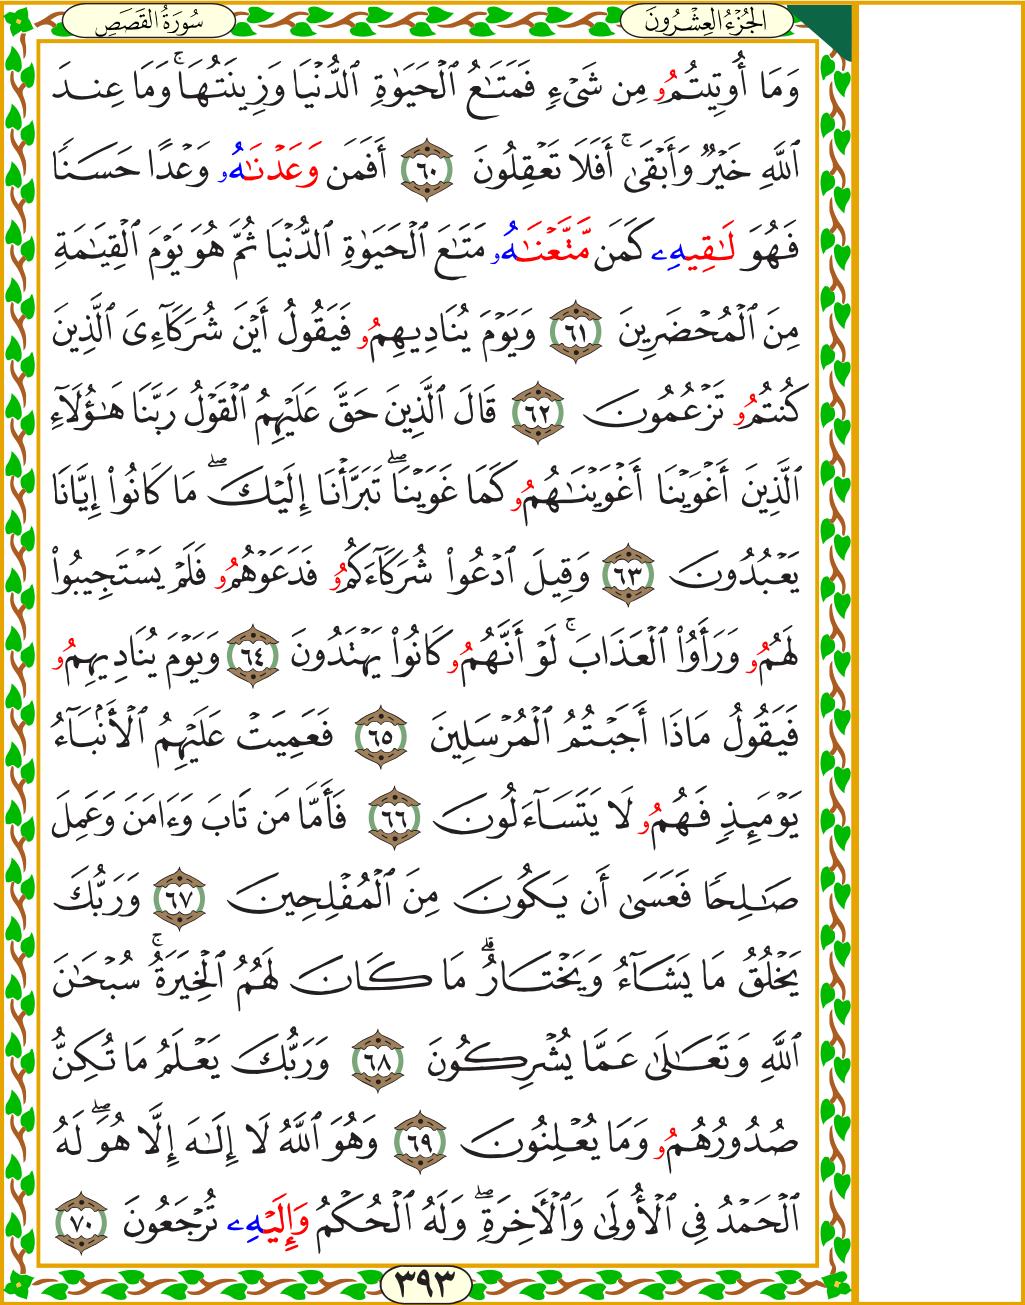 الجُزْءُ العِشْرُونَ
سُورَةُ القَصَصِ
وَمَا أُوتِيتُمُۥ مِن شَىْءٍ فَمَتَٰعُ ٱلْحَيَوٰةِ ٱلدُّنْيَا وَزِينَتُهَا ۚ وَمَا عِندَ
ٱللَّهِ خَيْرٌ وَأَبْقَىٰ ۚ أَفَلَا تَعْقِلُونَ ٦٠ أَفَمَن وَعَدْنَٰهُۥ وَعْدًا حَسَنًا
فَهُوَ لَٰقِيهِۦ كَمَن مَّتَّعْنَٰهُۥ مَتَٰعَ ٱلْحَيَوٰةِ ٱلدُّنْيَا ثُمَّ هُوَ يَوْمَ ٱلْقِيَٰمَةِ
مِنَ ٱلْمُحْضَرِينَ ٦١ وَيَوْمَ يُنَادِيهِمُۥ فَيَقُولُ أَيْنَ شُرَكَآءِىَ ٱلَّذِينَ
كُنتُمُۥ تَزْعُمُونَ ٦٢ قَالَ ٱلَّذِينَ حَقَّ عَلَيْهِمُ ٱلْقَوْلُ رَبَّنَا هَٰٓؤُلَآءِ
ٱلَّذِينَ أَغْوَيْنَا أَغْوَيْنَٰهُمُۥ كَمَا غَوَيْنَا ۖ تَبَرَّأْنَا إِلَيْكَ ۖ مَا كَانُوا۟ إِيَّانَا
يَعْبُدُونَ ٦٣ وَقِيلَ ٱدْعُوا۟ شُرَكَآءَكُمُۥ فَدَعَوْهُمُۥ فَلَمْ يَسْتَجِيبُوا۟
لَهُمُۥ وَرَأَوُا۟ ٱلْعَذَابَ ۚ لَوْ أَنَّهُمُۥ كَانُوا۟ يَهْتَدُونَ ٦٤ وَيَوْمَ يُنَادِيهِمُۥ
فَيَقُولُ مَاذَا أَجَبْتُمُ ٱلْمُرْسَلِينَ ٦٥ فَعَمِيَتْ عَلَيْهِمُ ٱلْأَنۢبَآءُ
يَوْمَئِذٍ فَهُمُۥ لَا يَتَسَآءَلُونَ ٦٦ فَأَمَّا مَن تَابَ وَءَامَنَ وَعَمِلَ
صَٰلِحًا فَعَسَىٰ أَن يَكُونَ مِنَ ٱلْمُفْلِحِينَ ٦٧ وَرَبُّكَ
يَخْلُقُ مَا يَشَآءُ وَيَخْتَارُ ۗ مَا كَانَ لَهُمُ ٱلْخِيَرَةُ ۚ سُبْحَٰنَ
ٱللَّهِ وَتَعَٰلَىٰ عَمَّا يُشْرِكُونَ ٦٨ وَرَبُّكَ يَعْلَمُ مَا تُكِنُّ
صُدُورُهُمُۥ وَمَا يُعْلِنُونَ ٦٩ وَهُوَ ٱللَّهُ لَا إِلَٰهَ إِلَّا هُوَ ۖ لَهُ
ٱلْحَمْدُ فِى ٱلْأُولَىٰ وَٱلْآخِرَةِ ۖ وَلَهُ ٱلْحُكْمُ وَإِلَيْهِۦ تُرْجَعُونَ ٧٠
٣٩٣